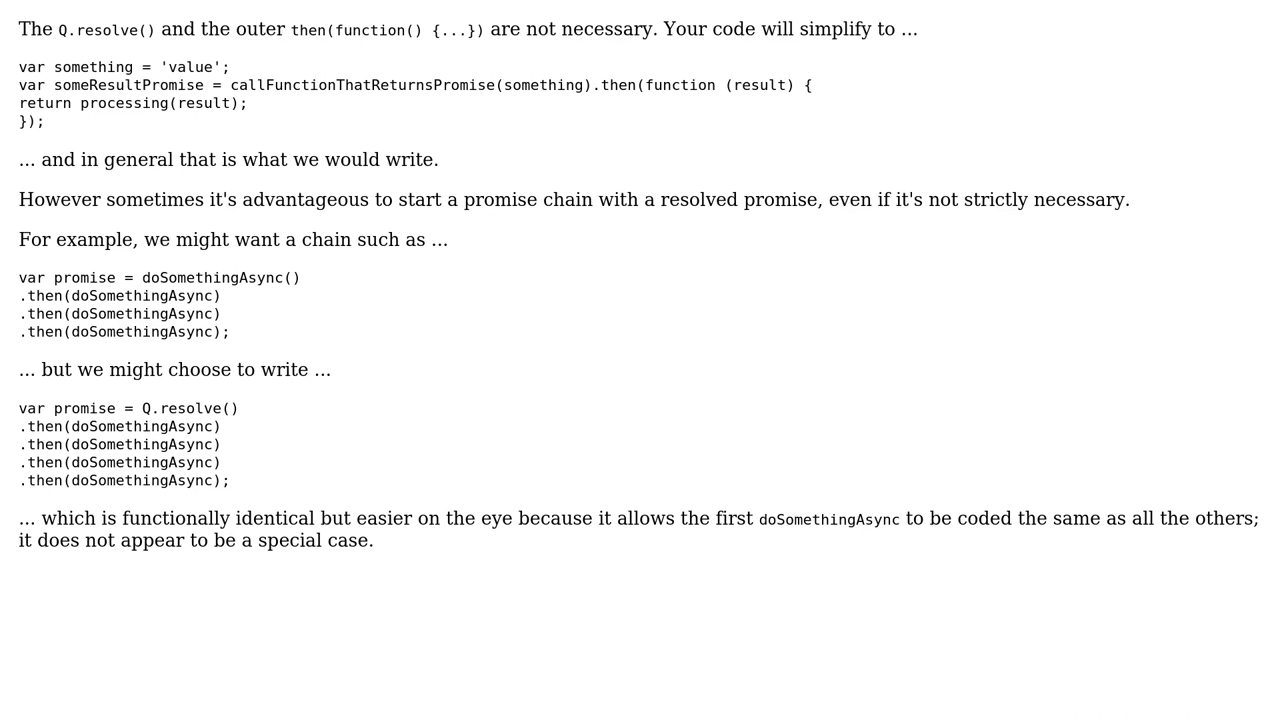 The Q.resolve() and the outer then(function() {...}) are not necessary. Your code will simplify to ...
var something = 'value';
var someResultPromise = callFunctionThatReturnsPromise(something).then(function (result) {
return processing(result);
});
... and in general that is what we would write.
However sometimes it's advantageous to start a promise chain with a resolved promise, even if it's not strictly necessary.
For example, we might want a chain such as ...
var promise = doSomethingAsync()
.then(doSomethingAsync)
.then(doSomethingAsync)
.then(doSomethingAsync);
... but we might choose to write ...
var promise = Q.resolve()
.then(doSomethingAsync)
.then(doSomethingAsync)
.then(doSomethingAsync)
.then(doSomethingAsync);
... which is functionally identical but easier on the eye because it allows the first doSomethingAsync to be coded the same as all the others;
it does not appear to be a special case.